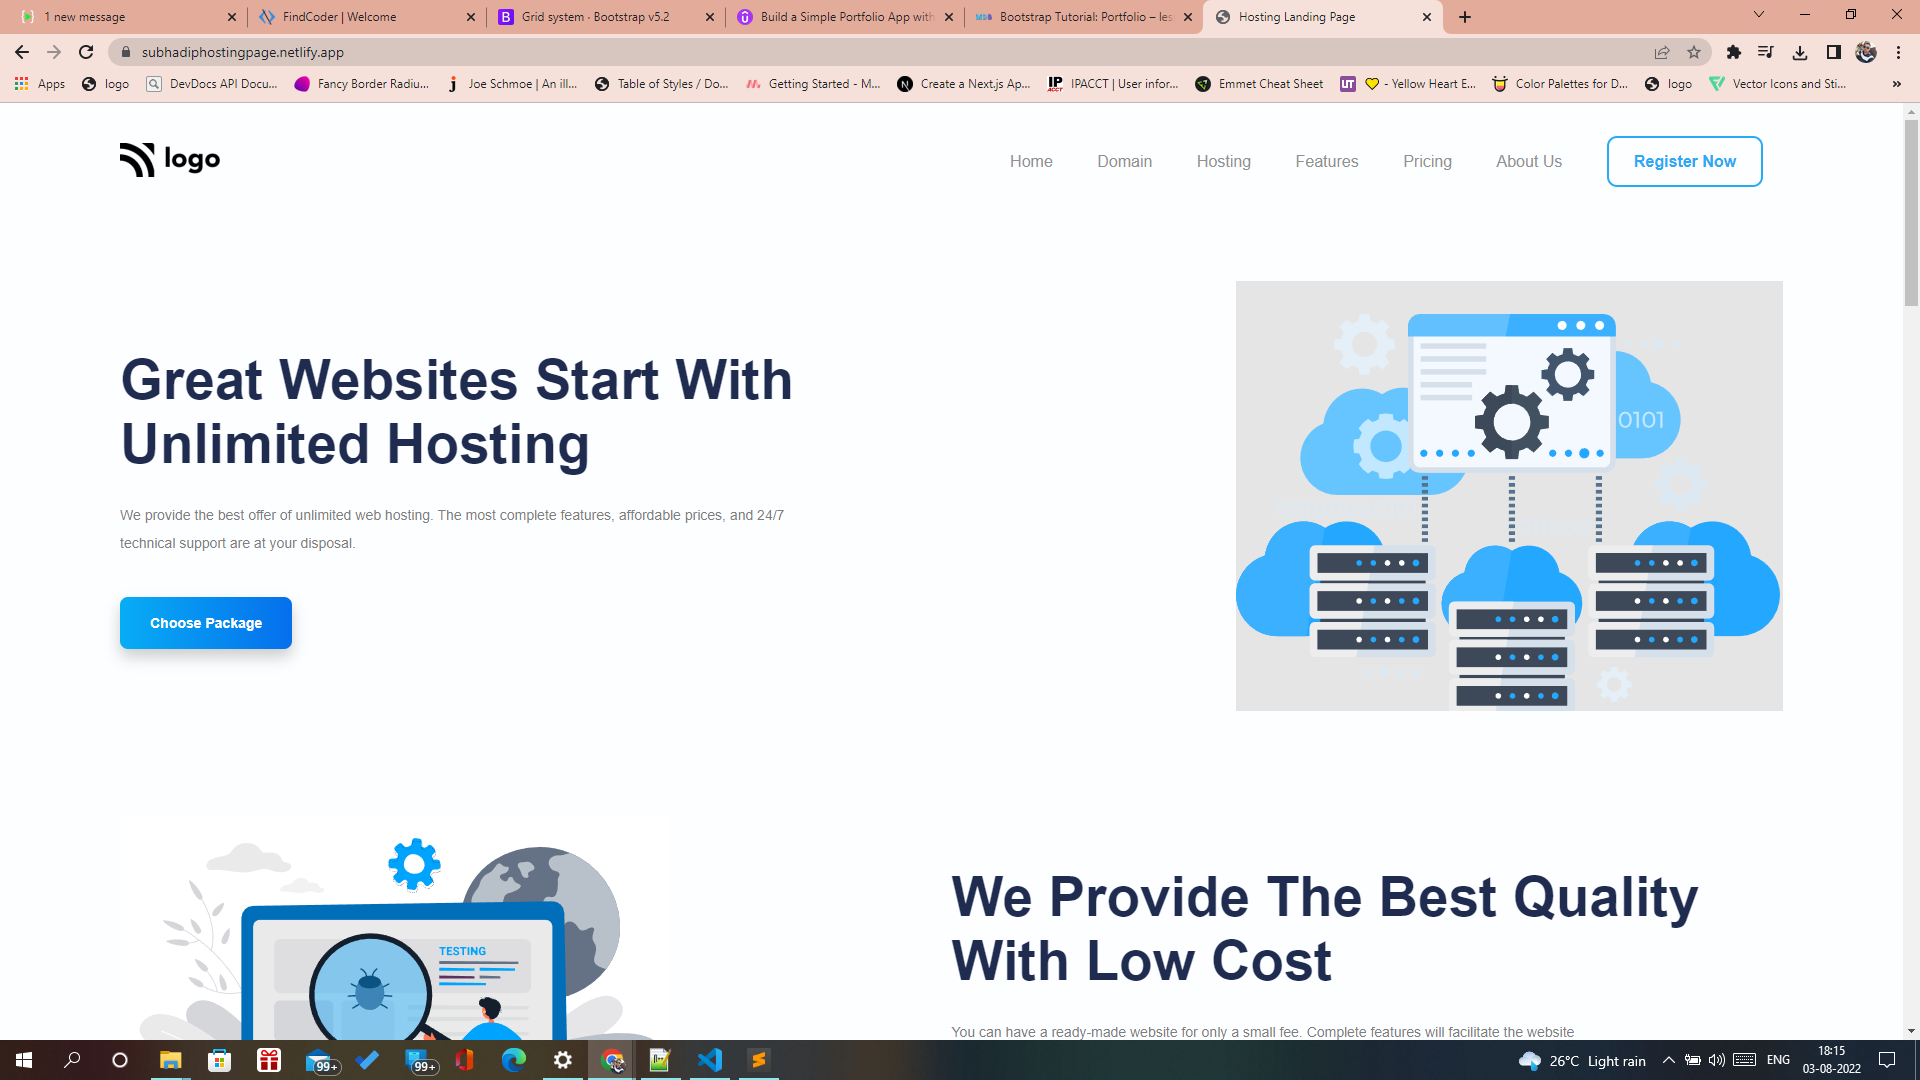 1 new message
FindCoder | Welcome
Grid system · Bootstrap v5.2
Build a Simple Portfolio App with
Bootstrap Tutorial: Portfolio – les
Hosting Landing Page
subhadiphostingpage.netlify.app
Apps
logo
DevDocs API Docu...
Fancy Border Radiu...
Joe Schmoe | An ill...
Table of Styles / Do...
Getting Started - M...
Create a Next.js Ap...
IPACCT | User infor...
Emmet Cheat Sheet
- Yellow Heart E...
Color Palettes for D...
logo
Vector Icons and Sti...
»
logo
Home
Domain
Hosting
Features
Pricing
About Us
Register Now
Great Websites Start With
Unlimited Hosting
We provide the best offer of unlimited web hosting. The most complete features, affordable prices, and 24/7
technical support are at your disposal.
Choose Package
0101
TESTING
We Provide The Best Quality
With Low Cost
You can have a ready-made website for only a small fee. Complete features will facilitate the website
99+
99+
26°C Light rain
ENG
18:15
03-08-2022